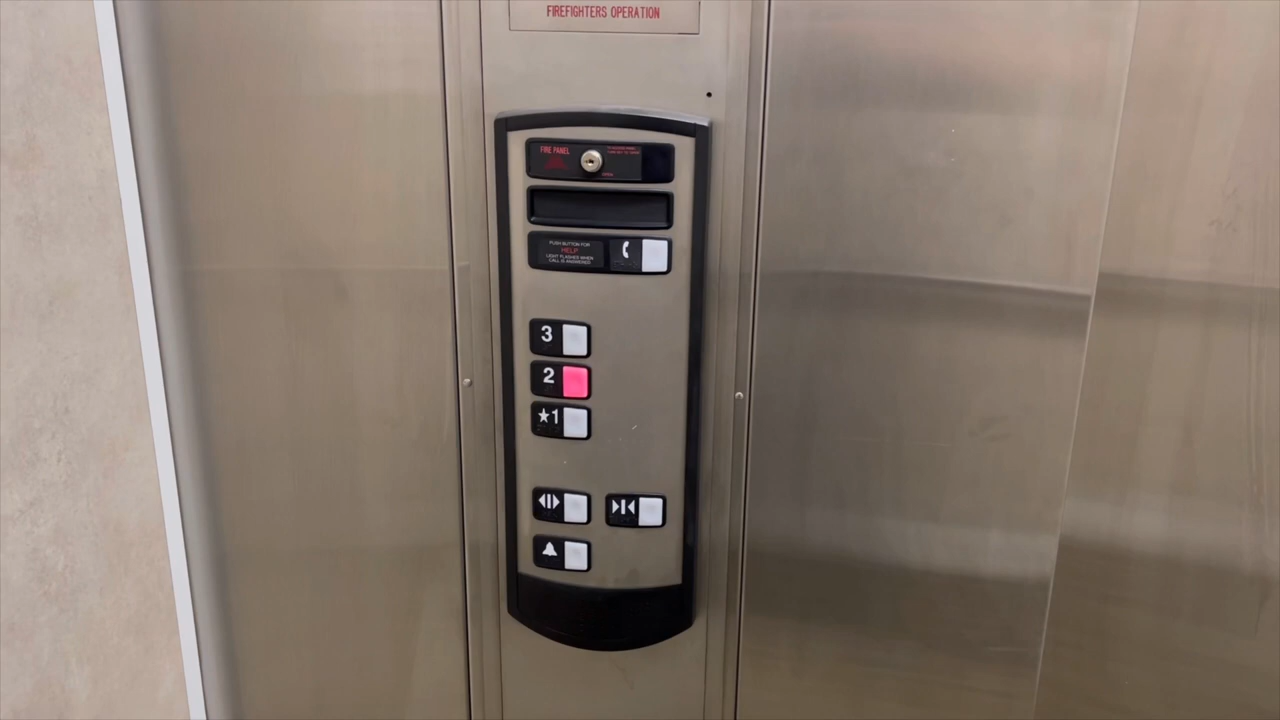 FIREFIGHTERS OPERATION
FIRE PANEL
PUSH BUTTON FOR
HELP
LIGHT FLASHES WHEN
CALL IS ANSWERED
3
2
★1